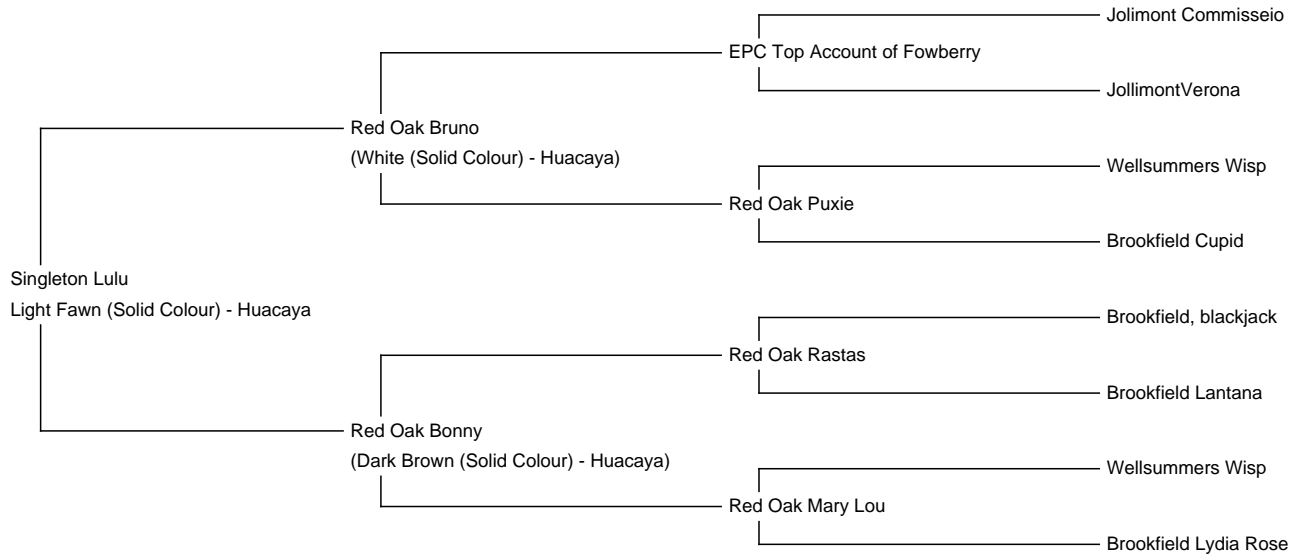 Jolimont Commisseio
EPC Top Account of Fowberry
JollimontVerona
Red Oak Bruno
(White (Solid Colour) - Huacaya)
Wellsummers Wisp
Red Oak Puxie
Brookfield Cupid
Singleton Lulu
Light Fawn (Solid Colour) - Huacaya
Brookfield, blackjack
Red Oak Rastas
Brookfield Lantana
Red Oak Bonny
(Dark Brown (Solid Colour) - Huacaya)
Wellsummers Wisp
Red Oak Mary Lou
Brookfield Lydia Rose